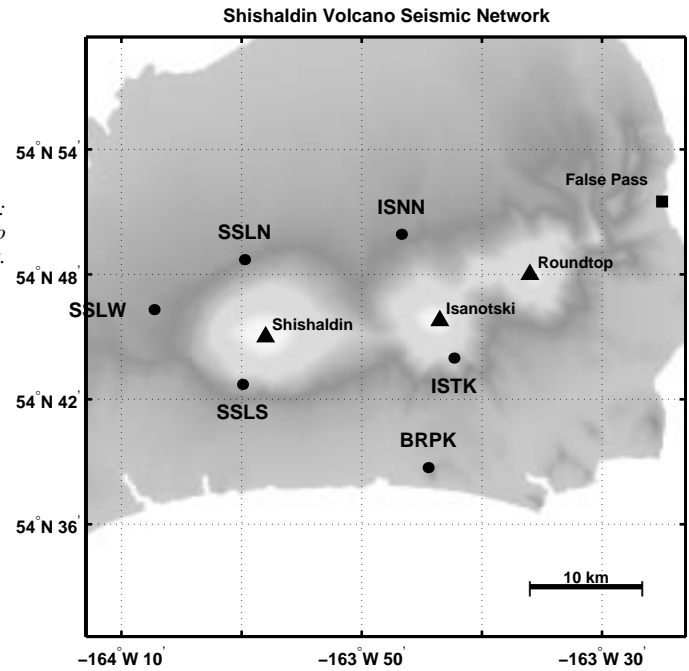 Shishaldin Volcano Seismic Network
54°N 54'
False Pass
:
ISNN
o
SSLN
.
54°N 48'
Roundtop
SSLW
Isanotski
Shishaldin
ISTK
54°N 42'
SSLS
BRPK
54°N 36'
10 km
−164°W 10'
−163°W 50'
−163°W 30'